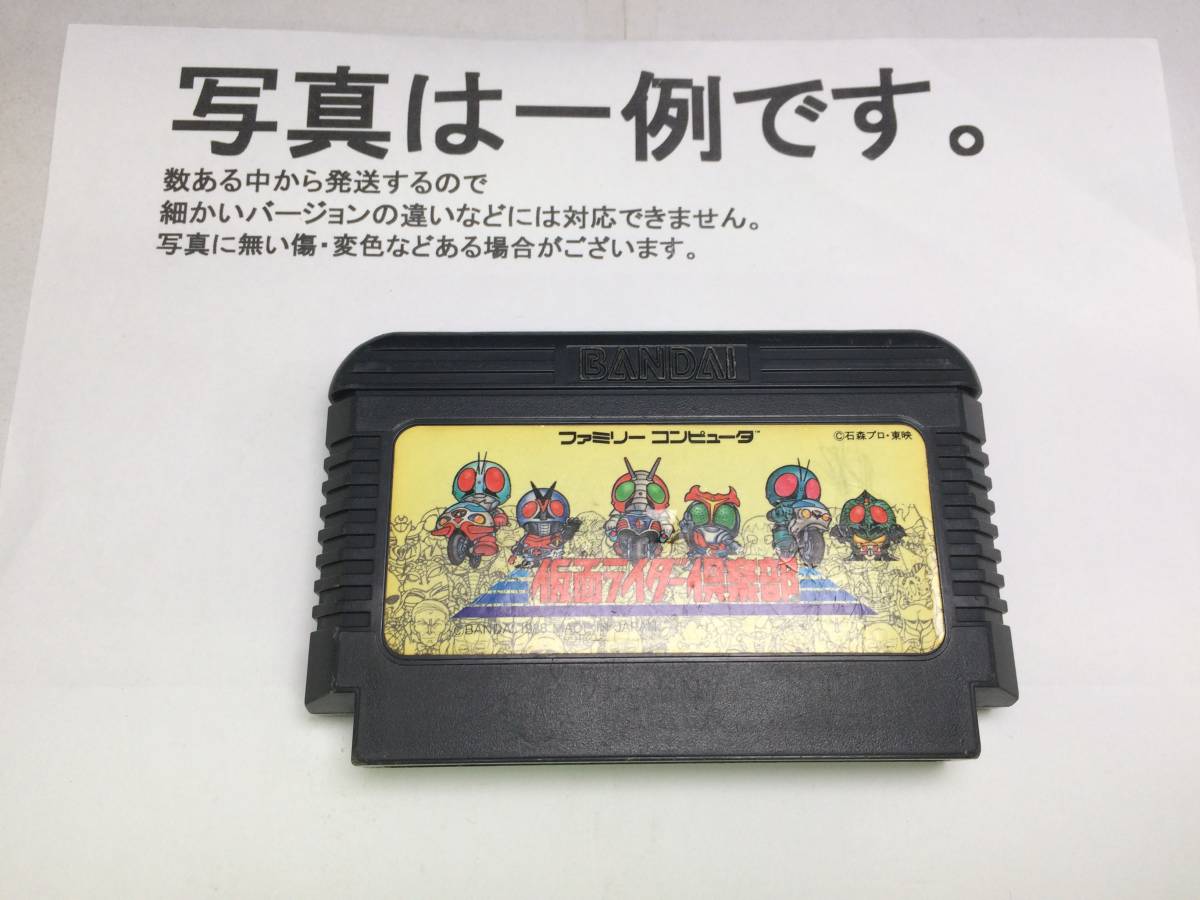 写真は一例です。
数ある中から発送するので
細かいバージョンの違いなどには対応できません。
写真に無い傷・変色などある場合がございます。
BANDAI
ファミリー コンピュータ™
©石森プロ・東映
仮面ライダー倶楽部
©BANDAI 1988 MADE IN JAPAN